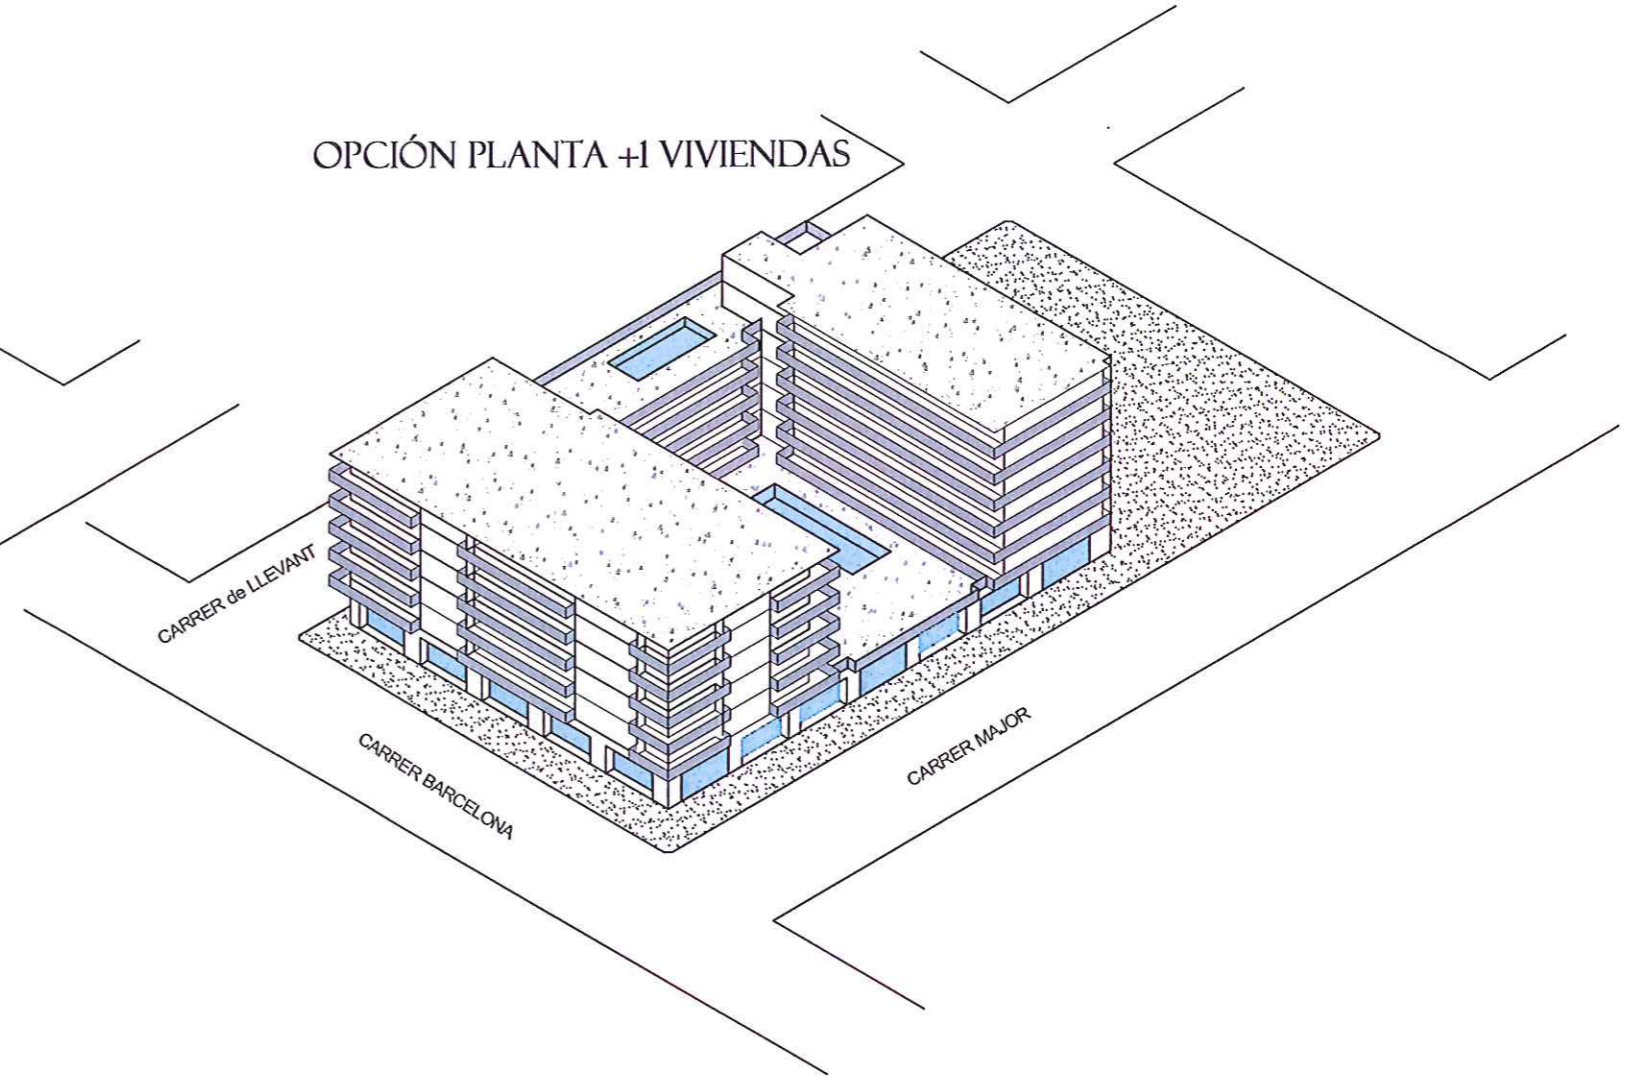 OPCIÓN PLANTA +1 VIVIENDAS
CARRER de LLEVANT
CARRER BARCELONA
CARRER MAJOR